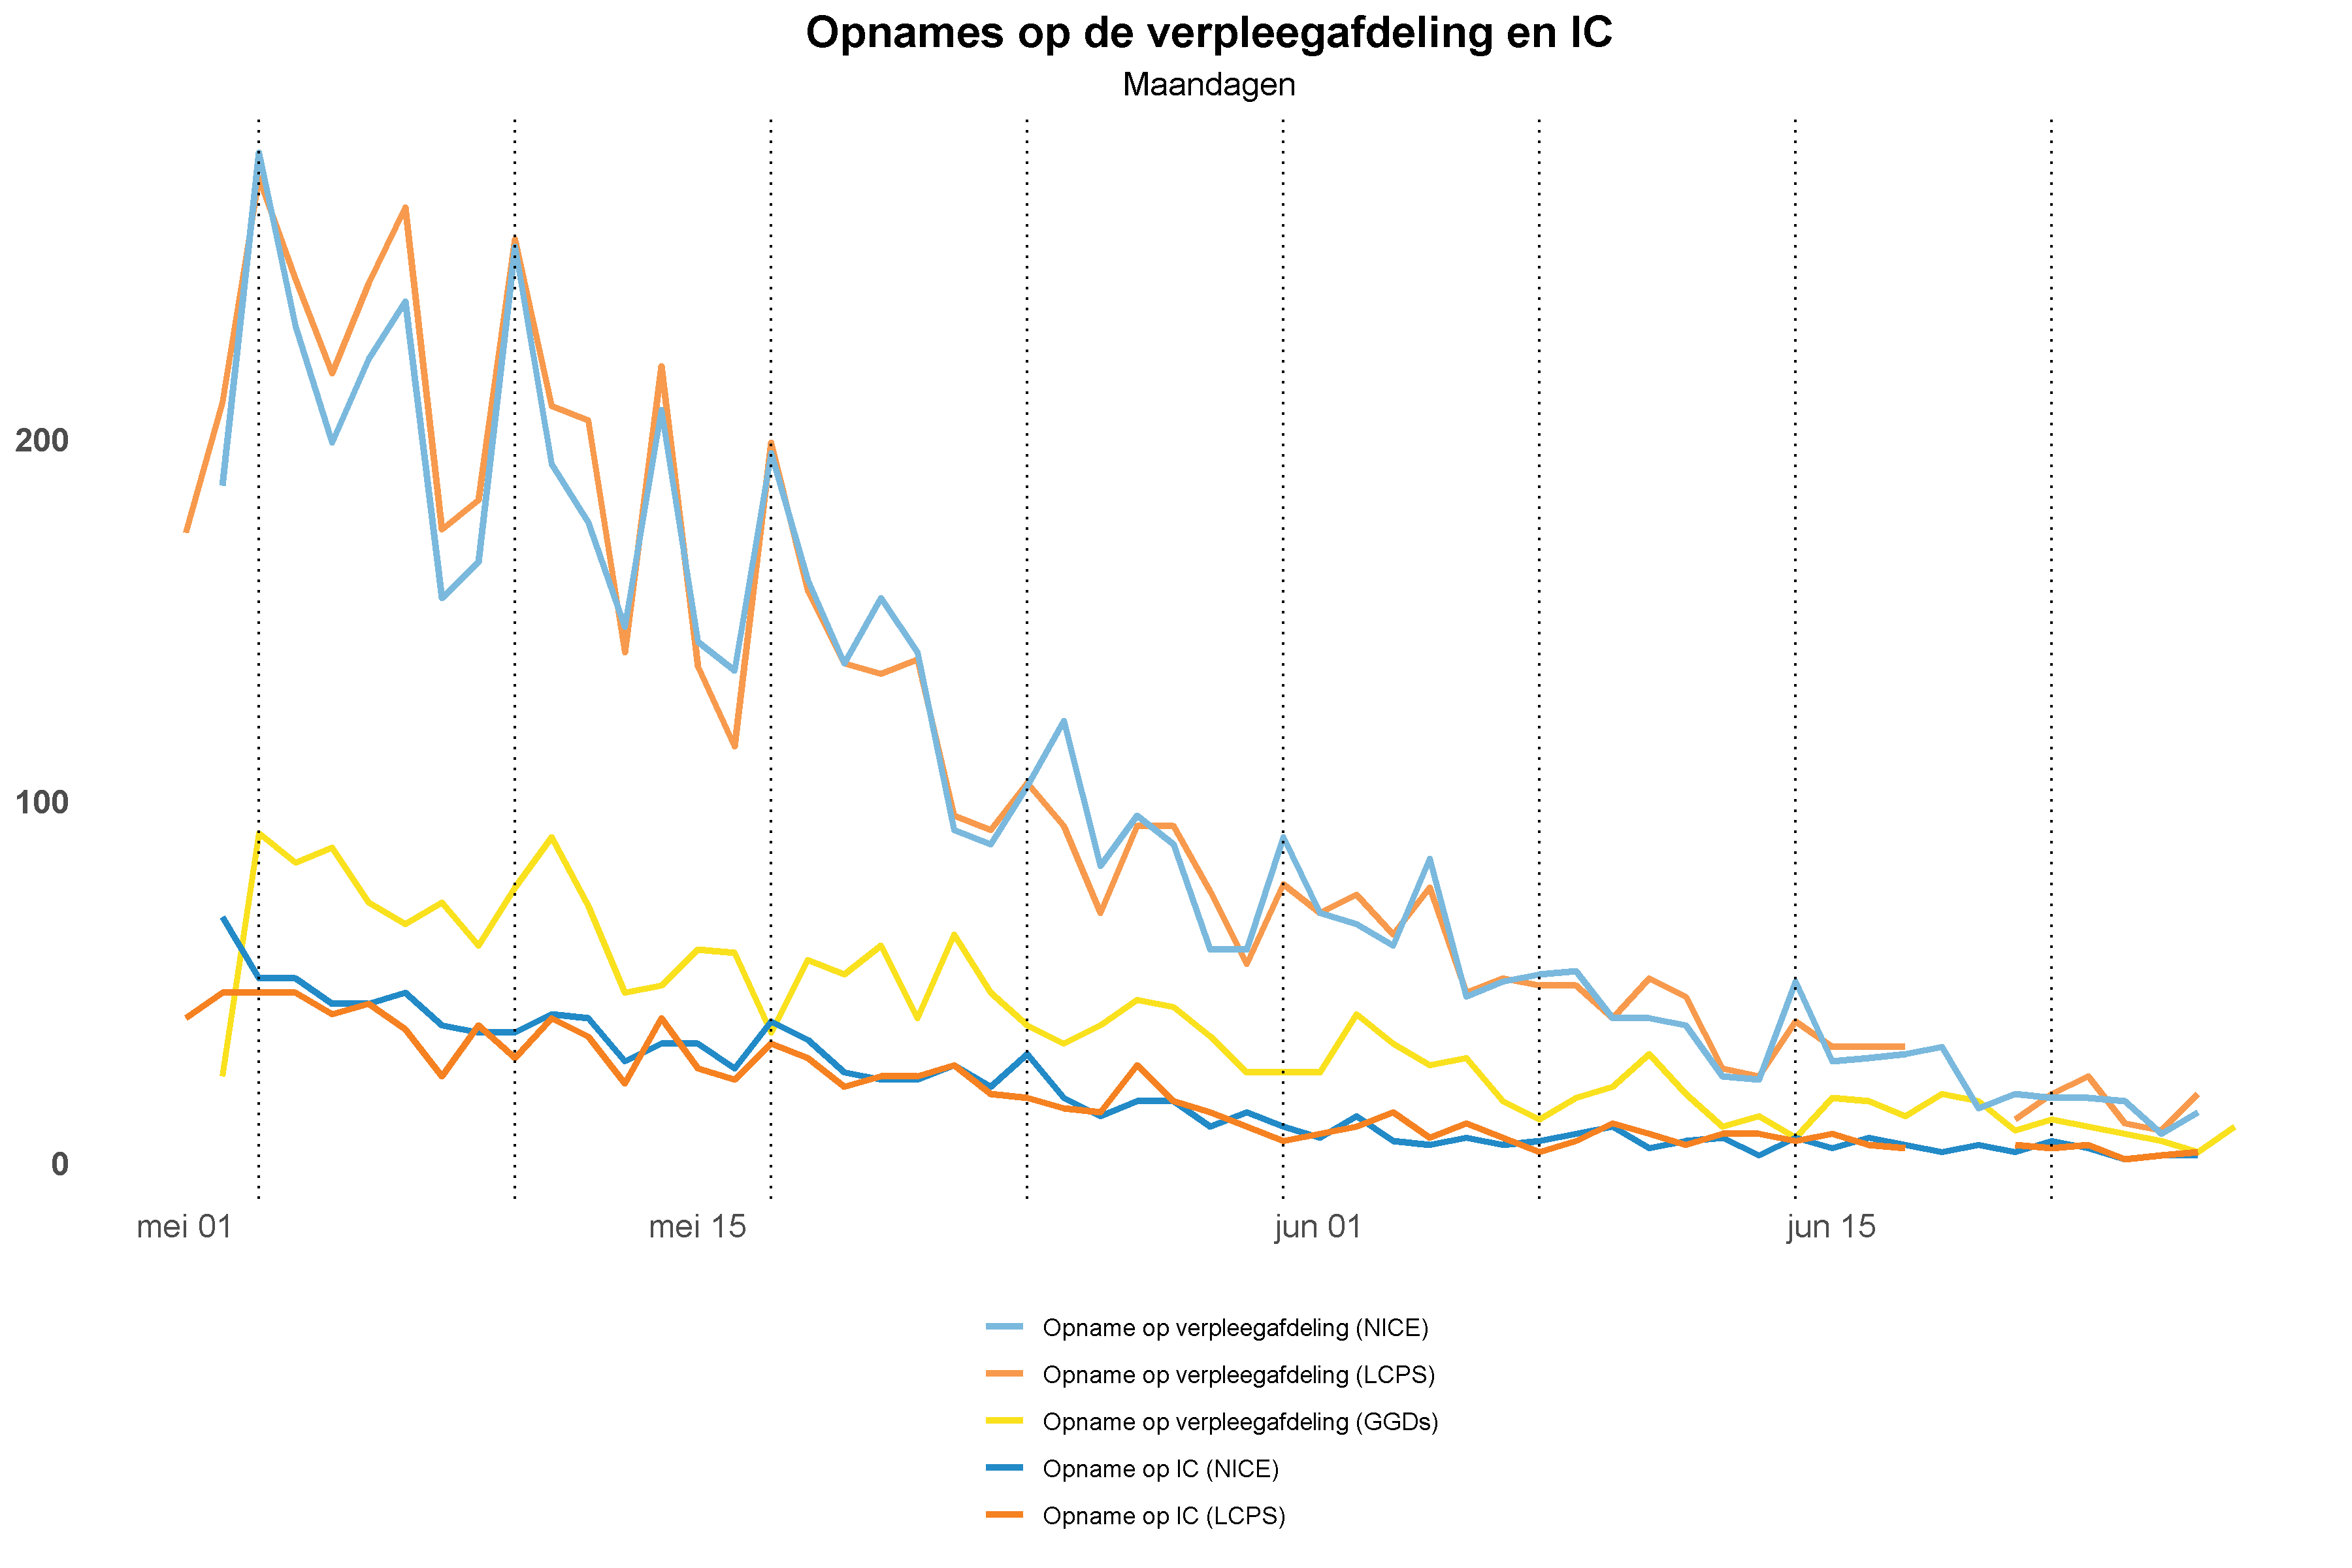 Opnames op de verpleegafdeling en IC
Maandagen
200
100
0
mei 01
mei 15
jun 01
jun 15
Opname op verpleegafdeling (NICE)
Opname op verpleegafdeling (LCPS)
Opname op verpleegafdeling (GGDs)
Opname op IC (NICE)
Opname op IC (LCPS)